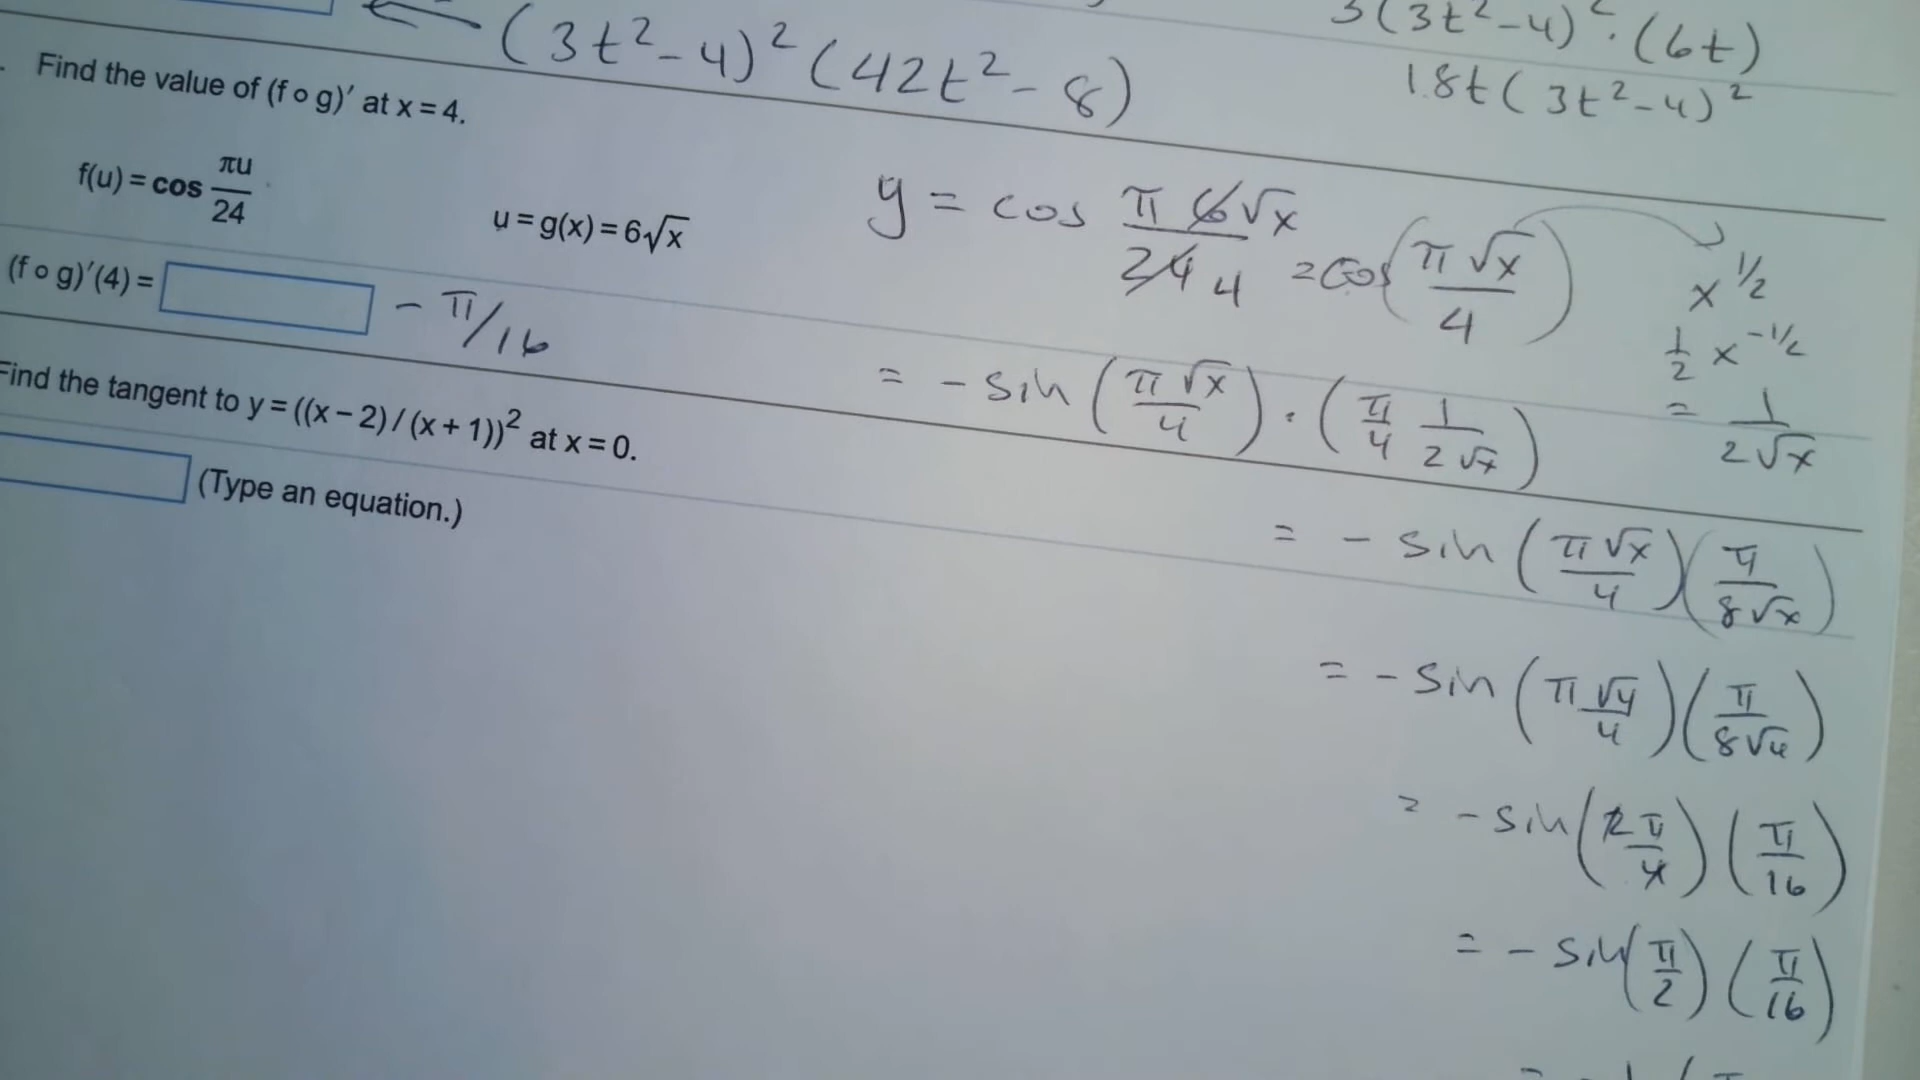 (3t²-4)²(42t²-8)
3(3t²-4)²·(6t)
18t(3t²-4)²
Find the value of (f∘g)′ at x = 4.
f(u) = cos πu/24
u = g(x) = 6√x
(f∘g)′(4) =
- π/16
Find the tangent to y = ((x − 2) / (x + 1))² at x = 0.
(Type an equation.)
y = cos π6√x/24 4 = cos(π√x/4)
x^1/2
1/2 x^-1/2
= 1/2√x
= - sin(π√x/4)·(π/4 1/2√x)
= - sin(π√x/4)(π/8√x)
= - sin(π√4/4)(π/8√4)
= - sin(2π/4)(π/16)
= - sin(π/2)(π/16)